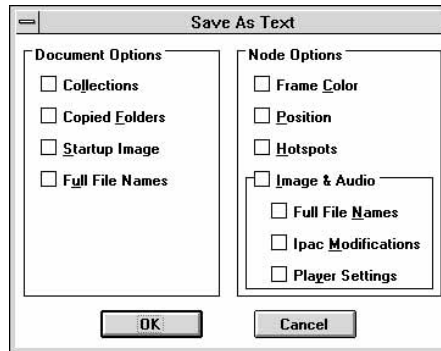 Save As Text
Document Options
Collections
Copied Folders
Startup Image
Full File Names
Node Options
Frame Color
Position
Hotspots
Image & Audio
Full File Names
Ipac Modifications
Player Settings
OK
Cancel